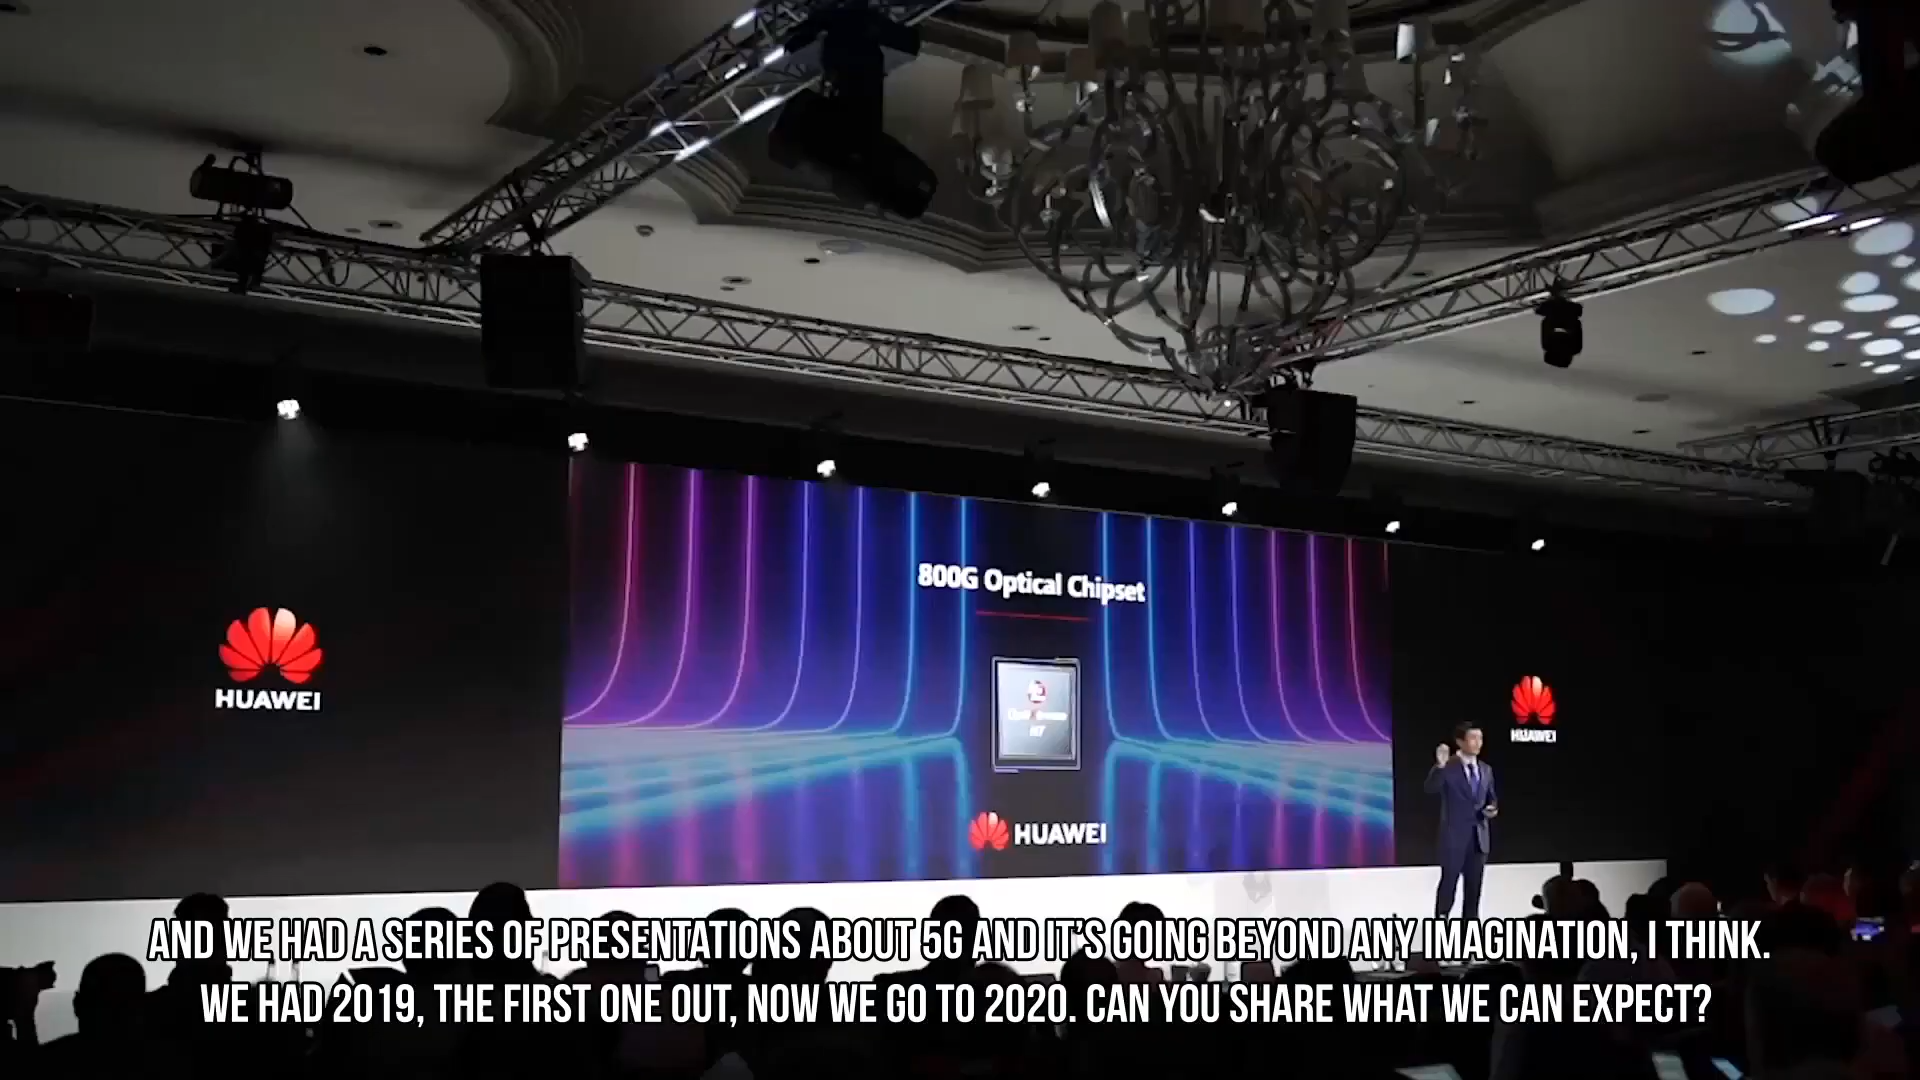 800G Optical Chipset
HUAWEI
HUAWEI
HUAWEI
AND WE HAD A SERIES OF PRESENTATIONS ABOUT 5G AND IT'S GOING BEYOND ANY IMAGINATION, I THINK.
WE HAD 2019, THE FIRST ONE OUT, NOW WE GO TO 2020. CAN YOU SHARE WHAT WE CAN EXPECT?